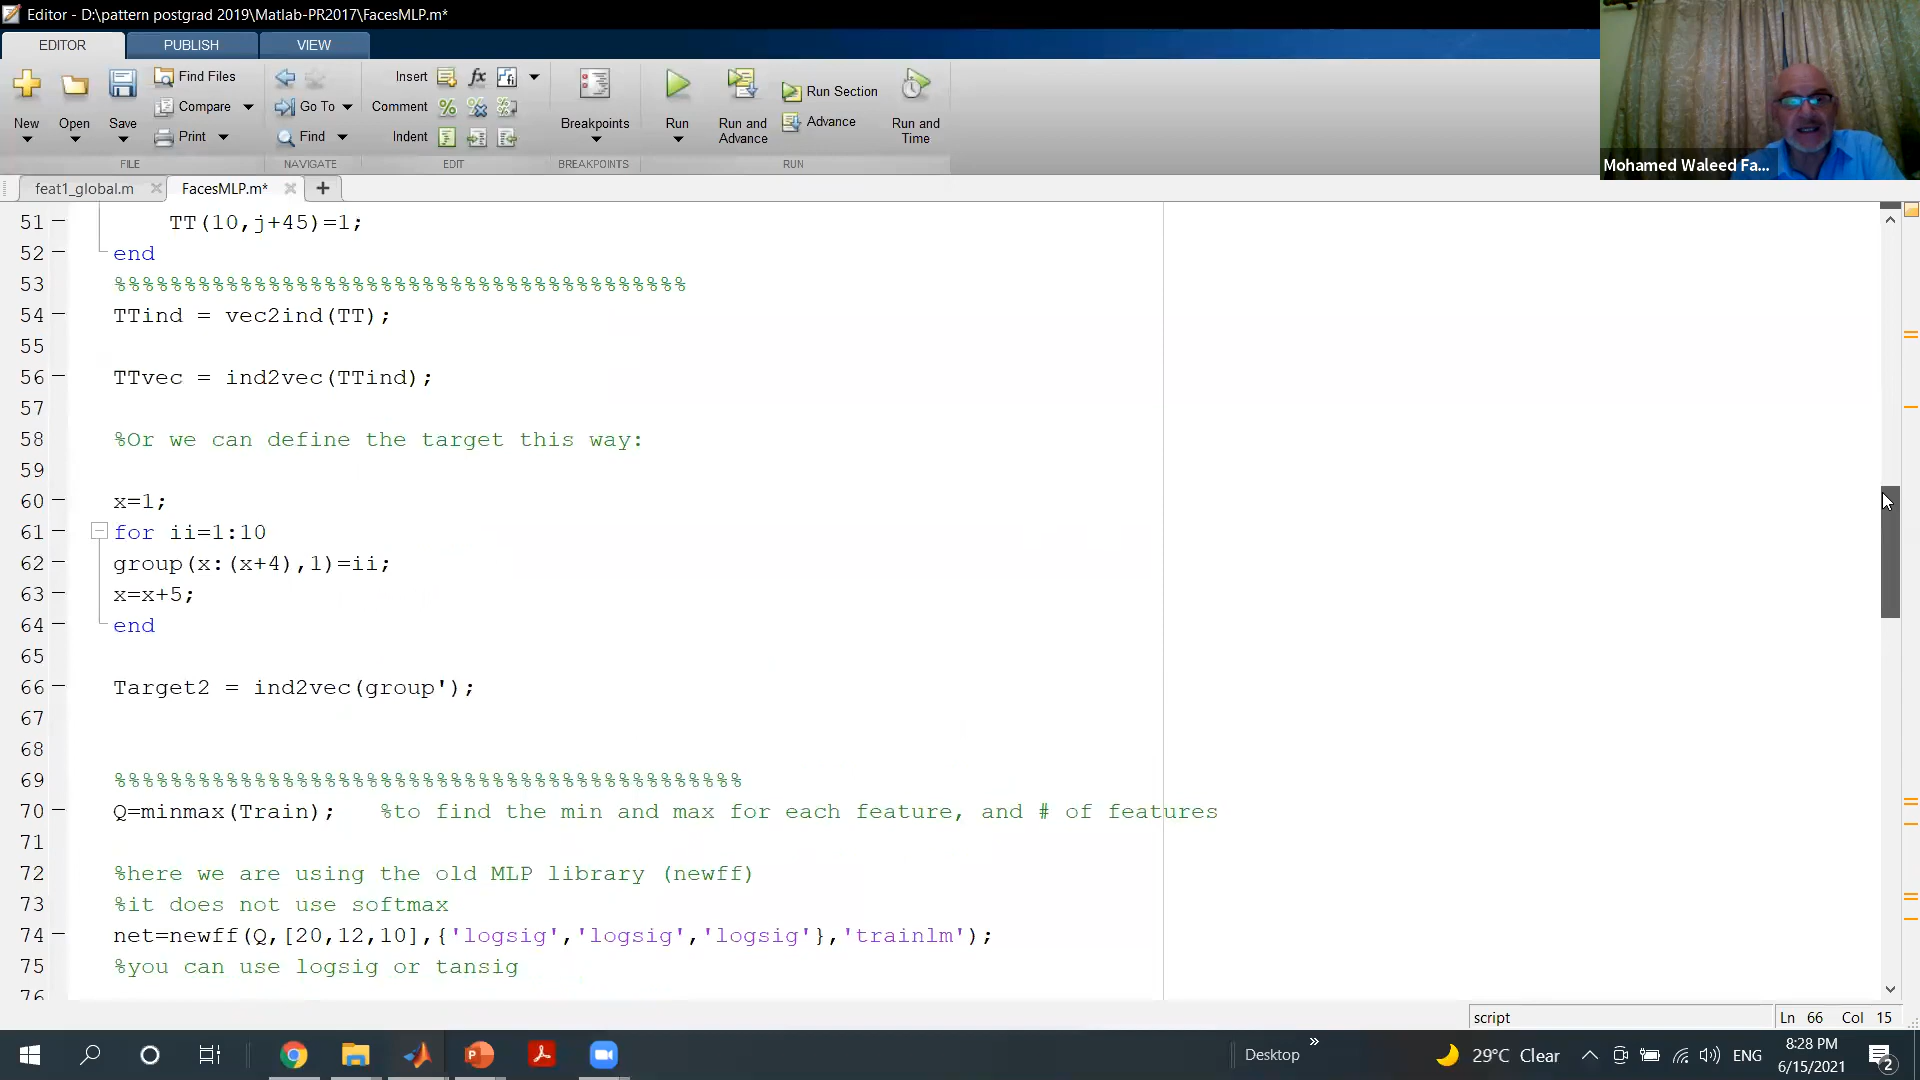 Editor - D:\pattern postgrad 2019\Matlab-PR2017\FacesMLP.m*
EDITOR PUBLISH VIEW
New
Open
Save
Find Files
Compare
Print
FILE
Go To
Find
NAVIGATE
Insert
Comment
Indent
EDIT
Breakpoints
BREAKPOINTS
Run
Run and
Advance
Run Section
Advance
Run and
Time
RUN
Mohamed Waleed Fa...
feat1_global.m FacesMLP.m*
51 TT(10,j+45)=1;
52 end
53 %%%%%%%%%%%%%%%%%%%%%%%%%%%%%%%%%%%%%%%%%
54 TTind = vec2ind(TT);
55
56 TTvec = ind2vec(TTind);
57
58 %Or we can define the target this way:
59
60 x=1;
61 for ii=1:10
62 group(x:(x+4),1)=ii;
63 x=x+5;
64 end
65
66 Target2 = ind2vec(group');
67
68
69 %%%%%%%%%%%%%%%%%%%%%%%%%%%%%%%%%%%%%%%%%%%%%
70 Q=minmax(Train); %to find the min and max for each feature, and # of features
71
72 %here we are using the old MLP library (newff)
73 %it does not use softmax
74 net=newff(Q,[20,12,10],{'logsig','logsig','logsig'},'trainlm');
75 %you can use logsig or tansig
76
script Ln 66 Col 15
Desktop
29°C Clear
ENG
8:28 PM
6/15/2021
2